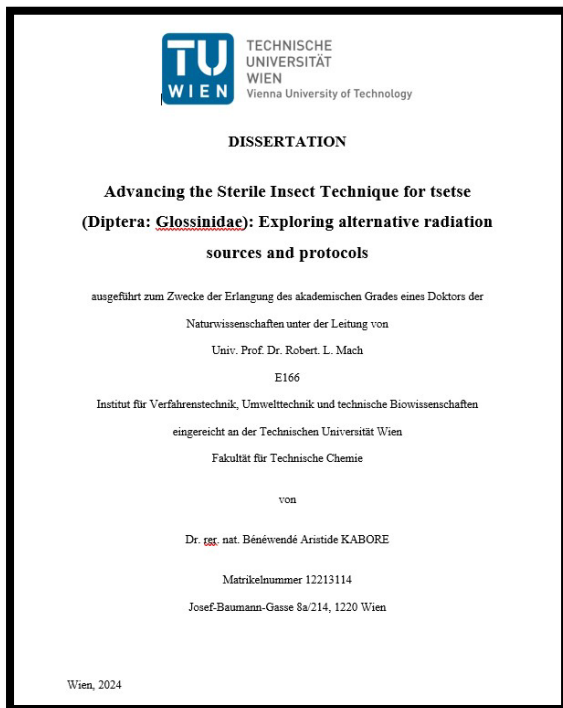 TU
WIEN
TECHNISCHE
UNIVERSITÄT
WIEN
Vienna University of Technology
DISSERTATION
Advancing the Sterile Insect Technique for tsetse
(Diptera: Glossinidae): Exploring alternative radiation
sources and protocols
ausgeführt zum Zwecke der Erlangung des akademischen Grades eines Doktors der
Naturwissenschaften unter der Leitung von
Univ. Prof. Dr. Robert. L. Mach
E166
Institut für Verfahrenstechnik, Umwelttechnik und technische Biowissenschaften
eingereicht an der Technischen Universität Wien
Fakultät für Technische Chemie
von
Dr. rer. nat. Bénéwendé Aristide KABORE
Matrikelnummer 12213114
Josef-Baumann-Gasse 8a/214, 1220 Wien
Wien, 2024